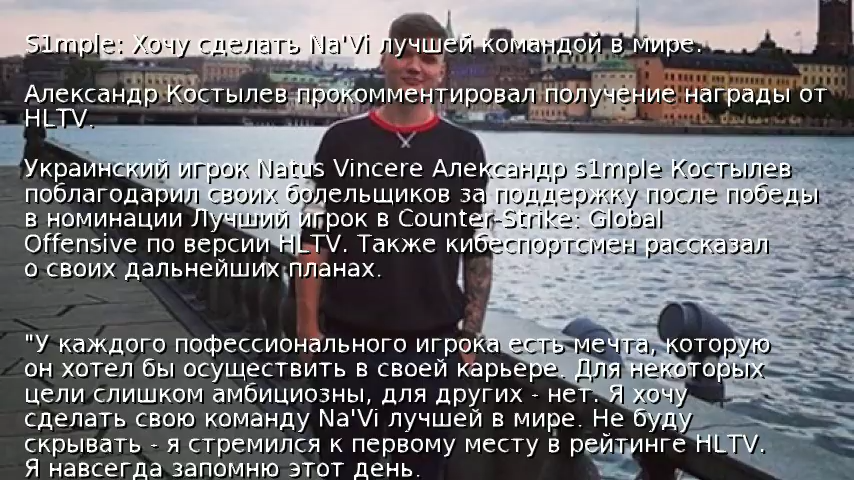 S1mple: Хочу сделать Na'Vi лучшей командой в мире.
Александр Костылев прокомментировал получение награды от
HLTV.
Украинский игрок Natus Vincere Александр s1mple Костылев
поблагодарил своих болельщиков за поддержку после победы
в номинации Лучший игрок в Counter-Strike: Global
Offensive по версии HLTV. Также кибеспортсмен рассказал
о своих дальнейших планах.
"У каждого пофессионального игрока есть мечта, которую
он хотел бы осуществить в своей карьере. Для некоторых
цели слишком амбициозны, для других - нет. Я хочу
сделать свою команду Na'Vi лучшей в мире. Не буду
скрывать - я стремился к первому месту в рейтинге HLTV.
Я навсегда запомню этот день.